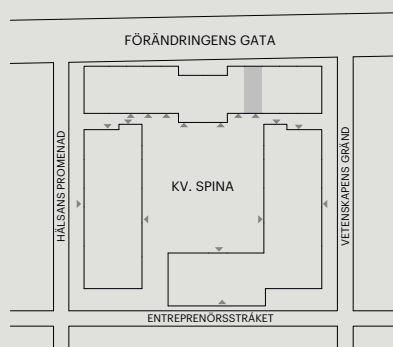 FÖRÄNDRINGENS GATA
HÄLSANS PROMENAD
KV. SPINA
VETENSKAPENS GRÄND
ENTREPRENÖRSSTRÅKET